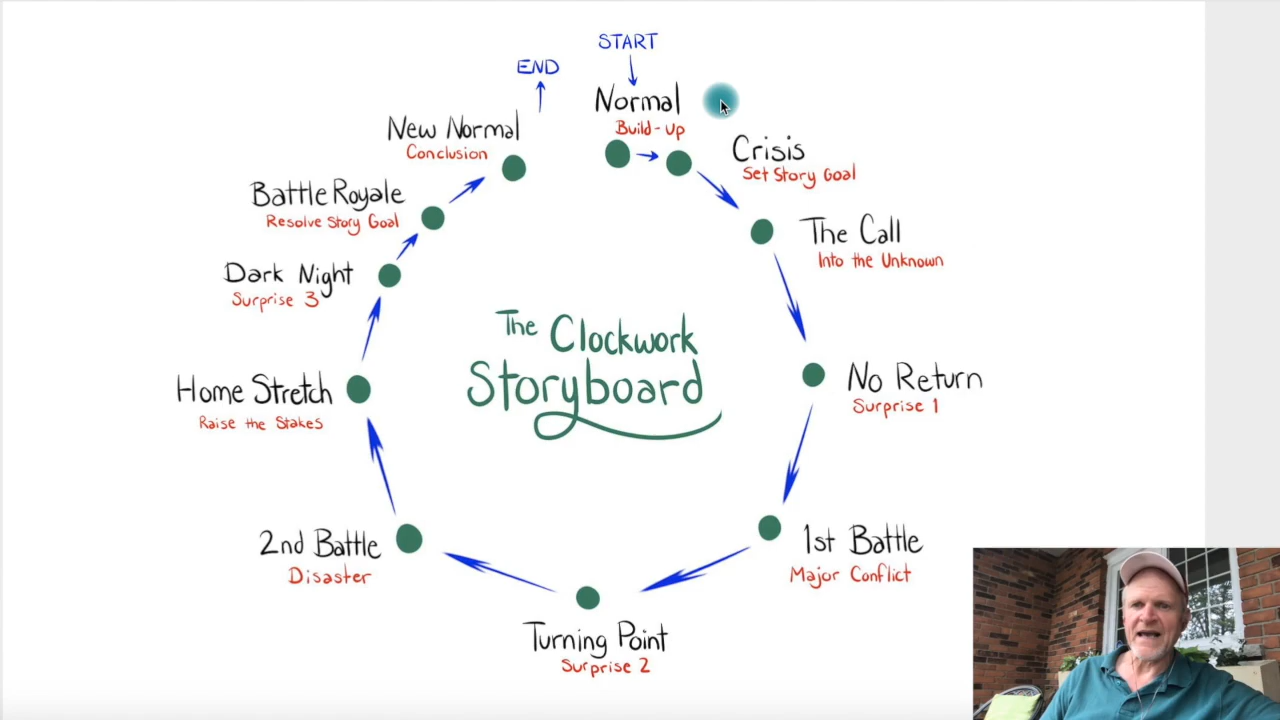 START
END
Normal
Build-up
Crisis
Set Story Goal
The Call
Into the Unknown
No Return
Surprise 1
1st Battle
Major Conflict
Turning Point
Surprise 2
2nd Battle
Disaster
Home Stretch
Raise the Stakes
Dark Night
Surprise 3
Battle Royale
Resolve Story Goal
New Normal
Conclusion
The Clockwork
Storyboard